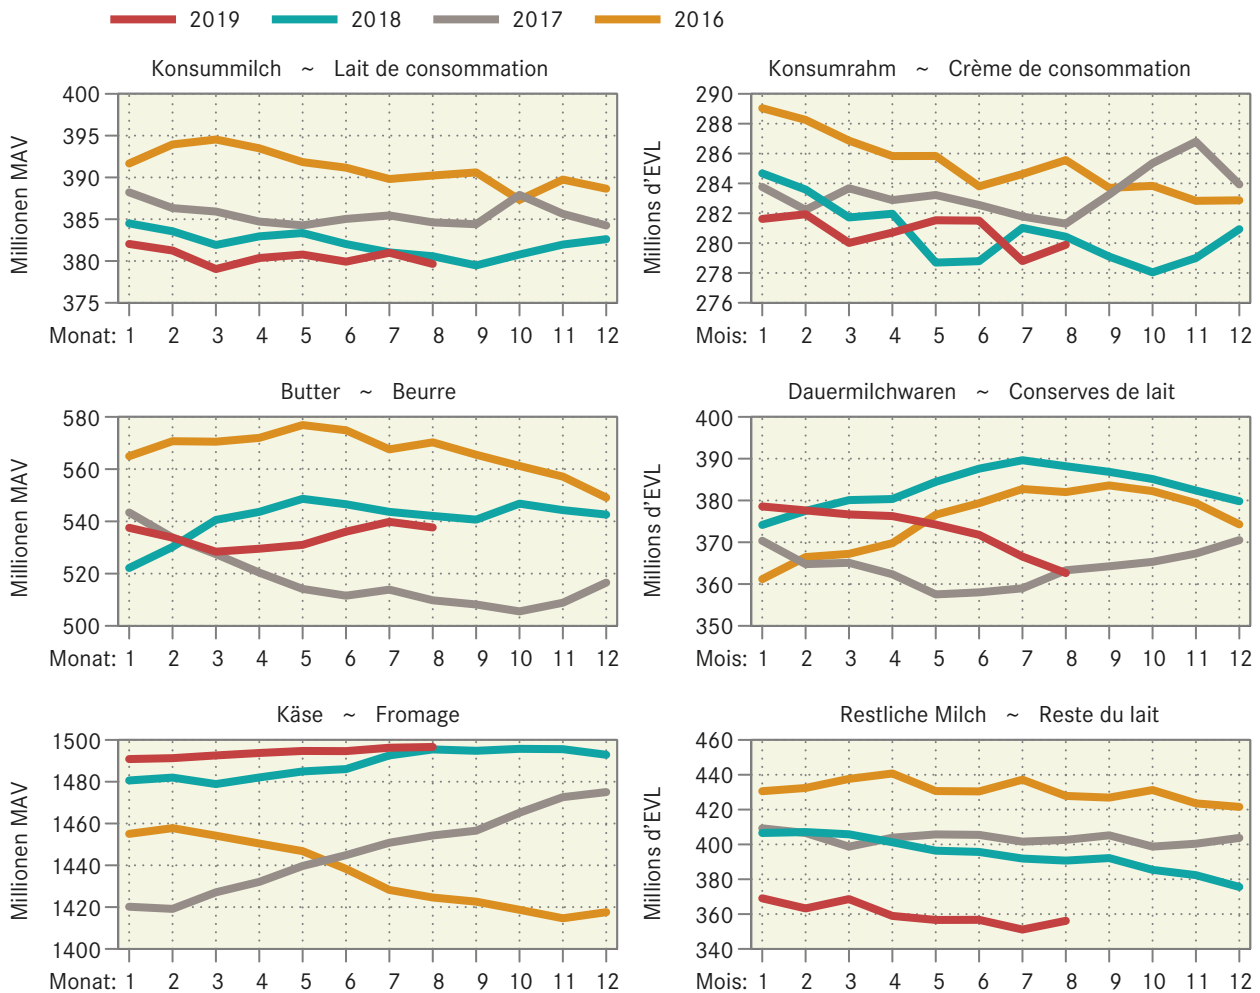 2019 2018 2017 2016
Konsummilch ~ Lait de consommation
Millionen MAV
400
395
390
385
380
375
Monat: 1 2 3 4 5 6 7 8 9 10 11 12
Konsumrahm ~ Crème de consommation
Millions d'EVL
290
288
286
284
282
280
278
276
Mois: 1 2 3 4 5 6 7 8 9 10 11 12
Butter ~ Beurre
Millionen MAV
580
560
540
520
500
Monat: 1 2 3 4 5 6 7 8 9 10 11 12
Dauermilchwaren ~ Conserves de lait
Millions d'EVL
400
390
380
370
360
350
Mois: 1 2 3 4 5 6 7 8 9 10 11 12
Käse ~ Fromage
Millionen MAV
1500
1480
1460
1440
1420
1400
Monat: 1 2 3 4 5 6 7 8 9 10 11 12
Restliche Milch ~ Reste du lait
Millions d'EVL
460
440
420
400
380
360
340
Mois: 1 2 3 4 5 6 7 8 9 10 11 12